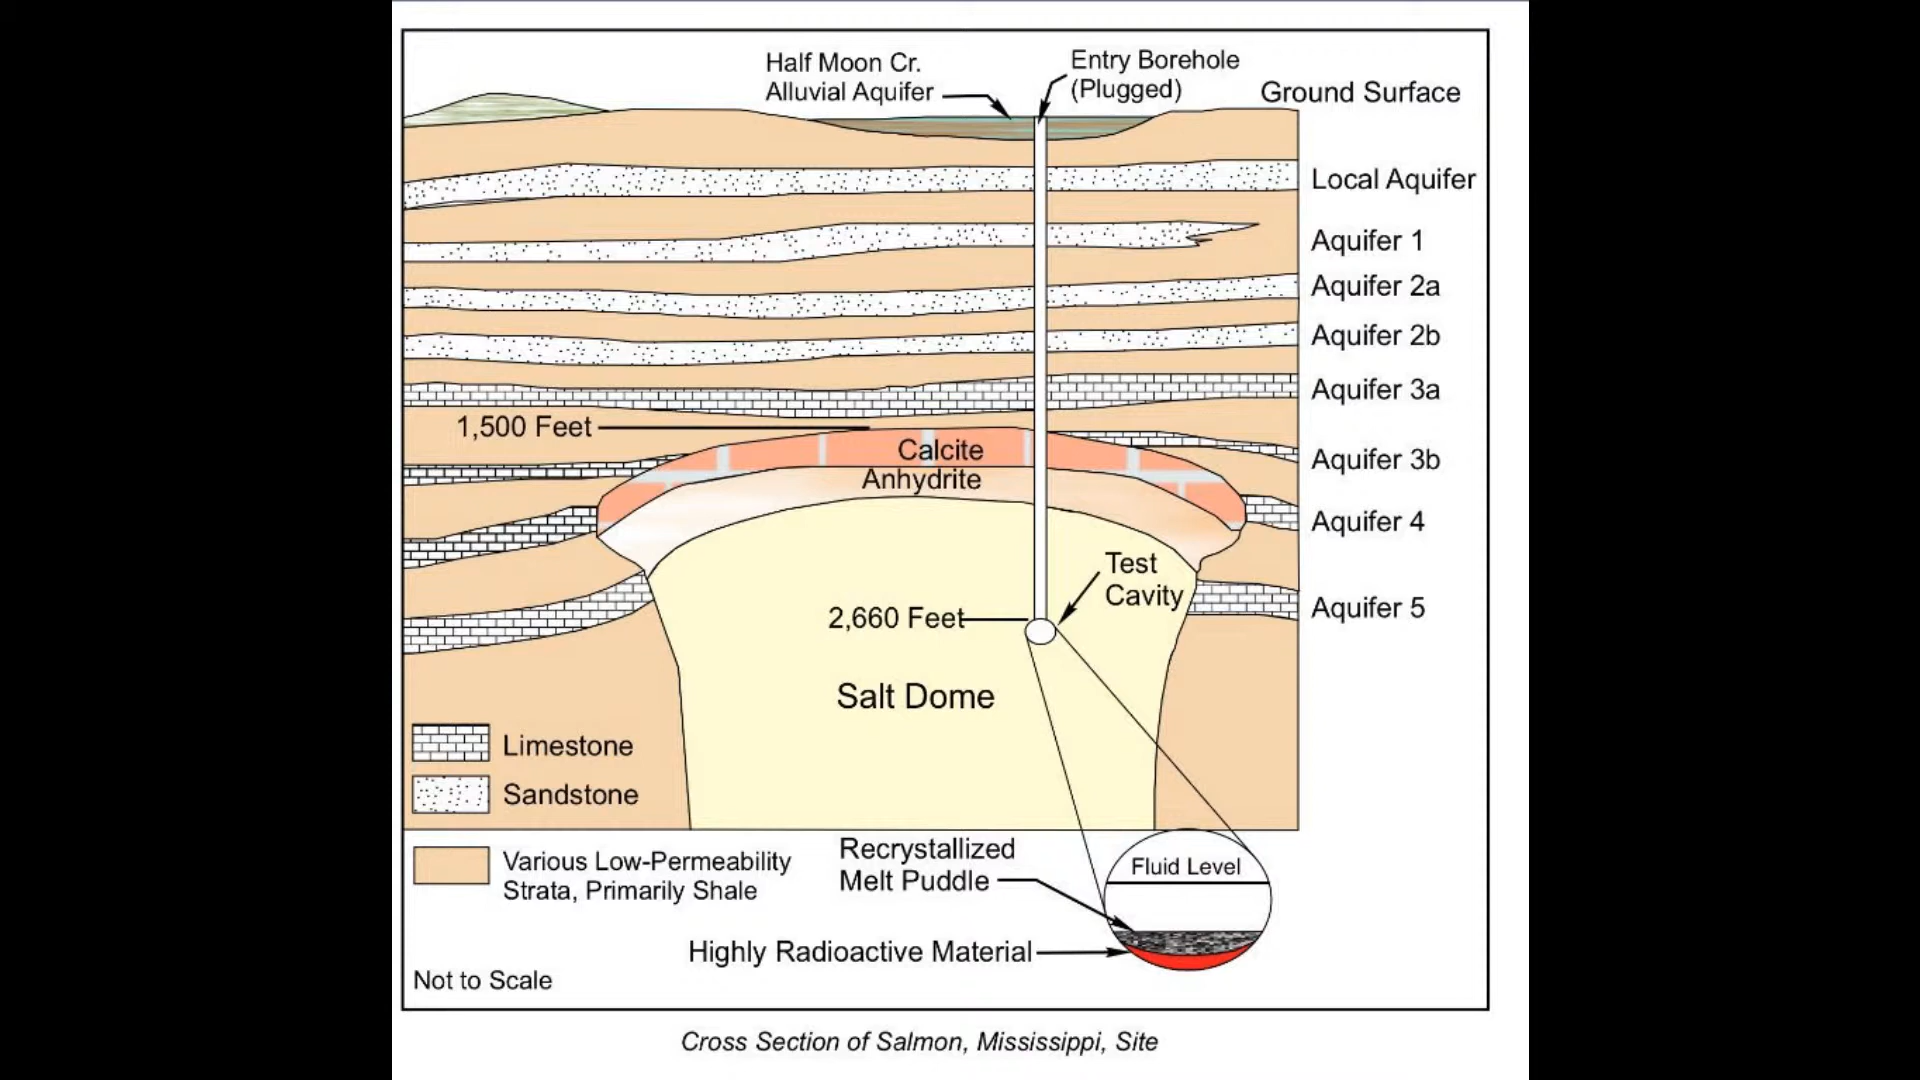 Half Moon Cr.
Alluvial Aquifer
Entry Borehole
(Plugged)
Ground Surface
Local Aquifer
Aquifer 1
Aquifer 2a
Aquifer 2b
Aquifer 3a
1,500 Feet
Calcite
Aquifer 3b
Anhydrite
Aquifer 4
Test
Cavity
2,660 Feet
Aquifer 5
Salt Dome
Limestone
Sandstone
Various Low-Permeability
Strata, Primarily Shale
Recrystallized
Melt Puddle
Fluid Level
Highly Radioactive Material
Not to Scale
Cross Section of Salmon, Mississippi, Site